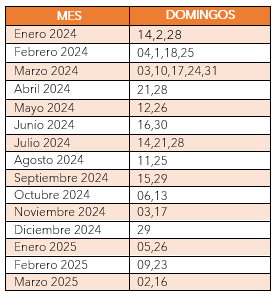 MES DOMINGOS
Enero 2024 14,2,28
Febrero 2024 04,1,18,25
Marzo 2024 03,10,17,24,31
Abril 2024 21,28
Mayo 2024 12,26
Junio 2024 16,30
Julio 2024 14,21,28
Agosto 2024 11,25
Septiembre 2024 15,29
Octubre 2024 06,13
Noviembre 2024 03,17
Diciembre 2024 29
Enero 2025 05,26
Febrero 2025 09,23
Marzo 2025 02,16